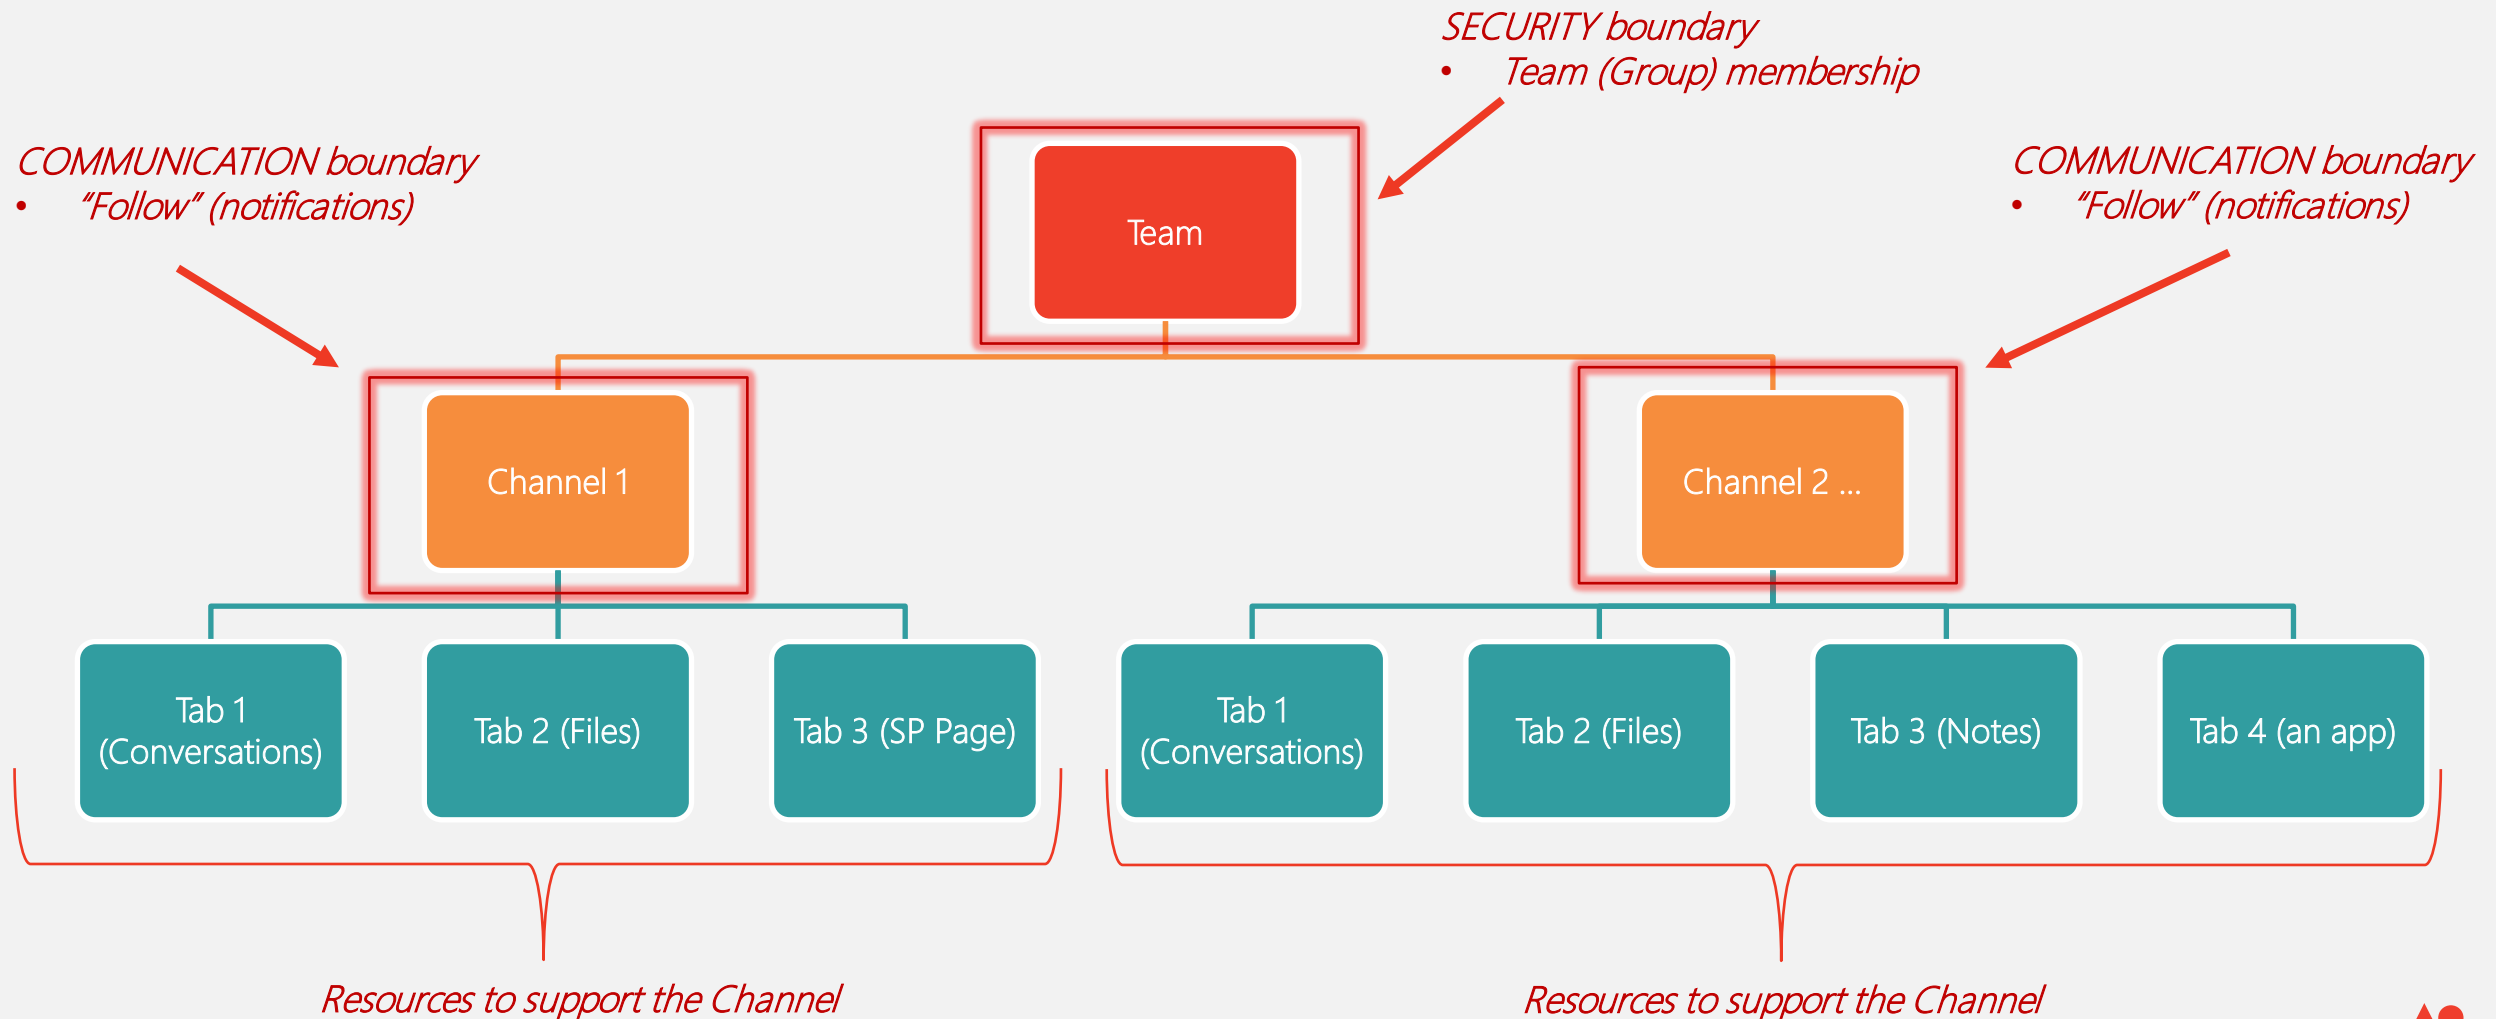 SECURITY boundary
• Team (Group) membership
COMMUNICATION boundary
• "Follow" (notifications)
COMMUNICATION boundary
• "Follow" (notifications)
Team
Channel 1
Channel 2 ...
Tab 1
(Conversations)
Tab 2 (Files)
Tab 3 (SP Page)
Tab 1
(Conversations)
Tab 2 (Files)
Tab 3 (Notes)
Tab 4 (an app)
Resources to support the Channel
Resources to support the Channel